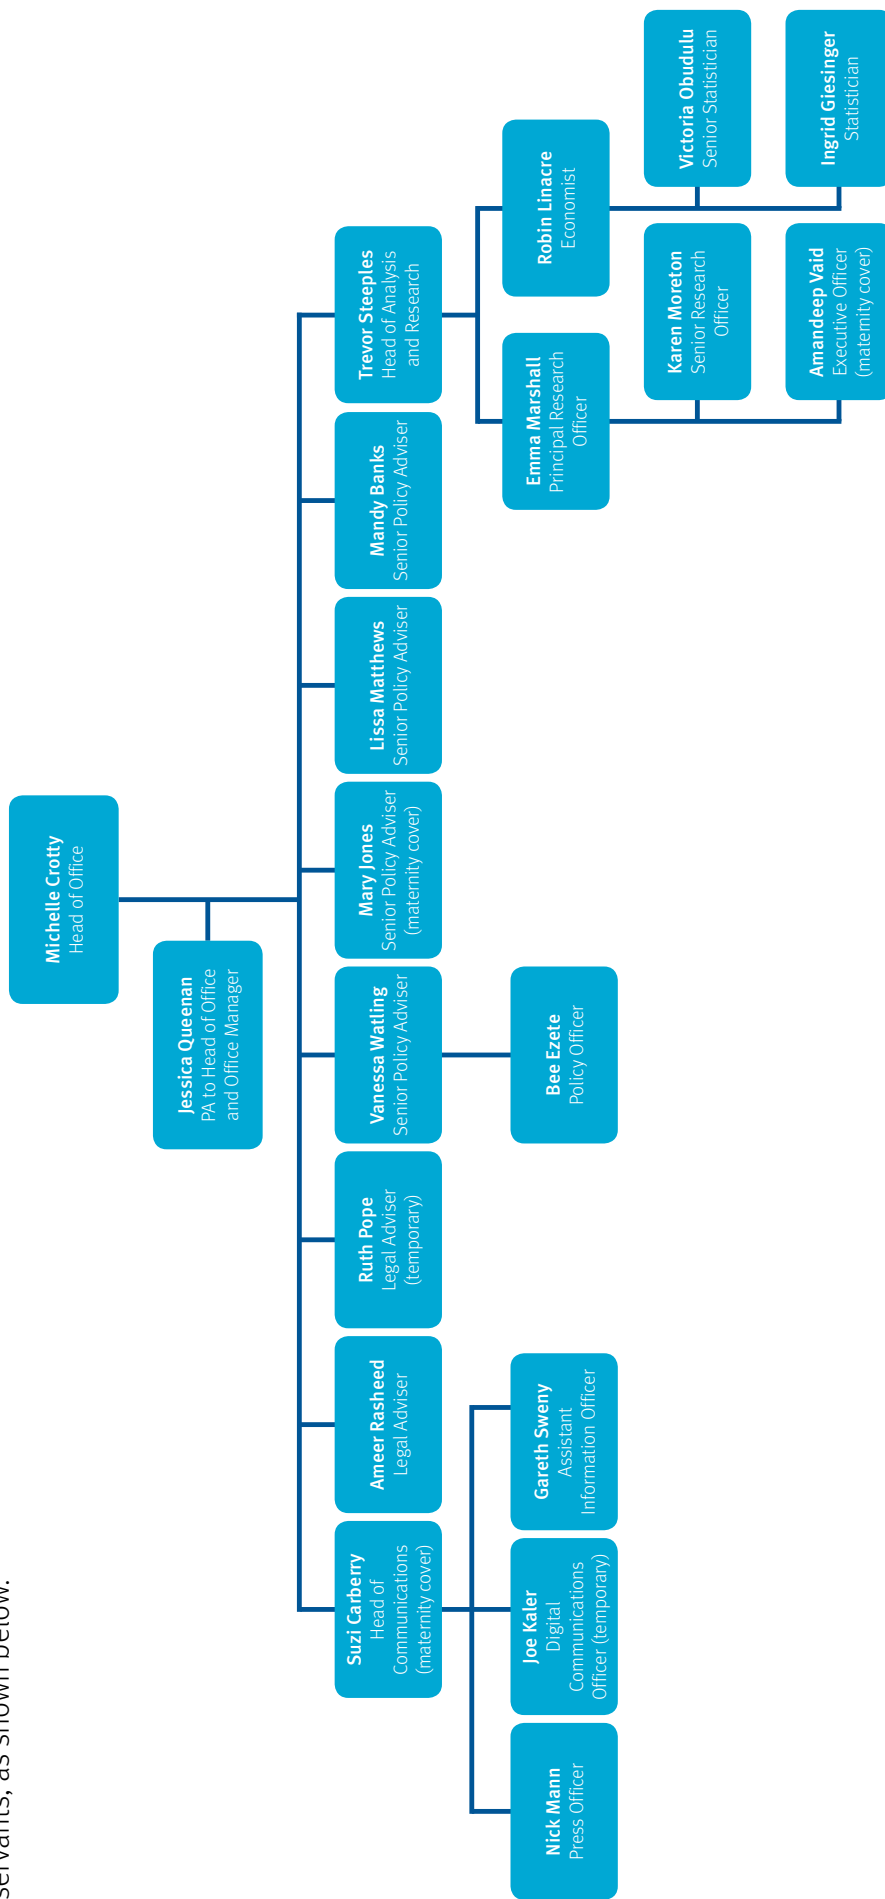 servants, as shown below.
Michelle Crotty
Head of Office
Jessica Queenan
PA to Head of Office
and Office Manager
Suzi Carberry
Head of
Communications
(maternity cover)
Ameer Rasheed
Legal Adviser
Ruth Pope
Legal Adviser
(temporary)
Vanessa Watling
Senior Policy Adviser
Mary Jones
Senior Policy Adviser
(maternity cover)
Lissa Matthews
Senior Policy Adviser
Mandy Banks
Senior Policy Adviser
Trevor Steeples
Head of Analysis
and Research
Nick Mann
Press Officer
Joe Kaler
Digital
Communications
Officer (temporary)
Gareth Sweny
Assistant
Information Officer
Bee Ezete
Policy Officer
Emma Marshall
Principal Research
Officer
Robin Linacre
Economist
Karen Moreton
Senior Research
Officer
Victoria Obudulu
Senior Statistician
Amandeep Vaid
Executive Officer
(maternity cover)
Ingrid Giesinger
Statistician